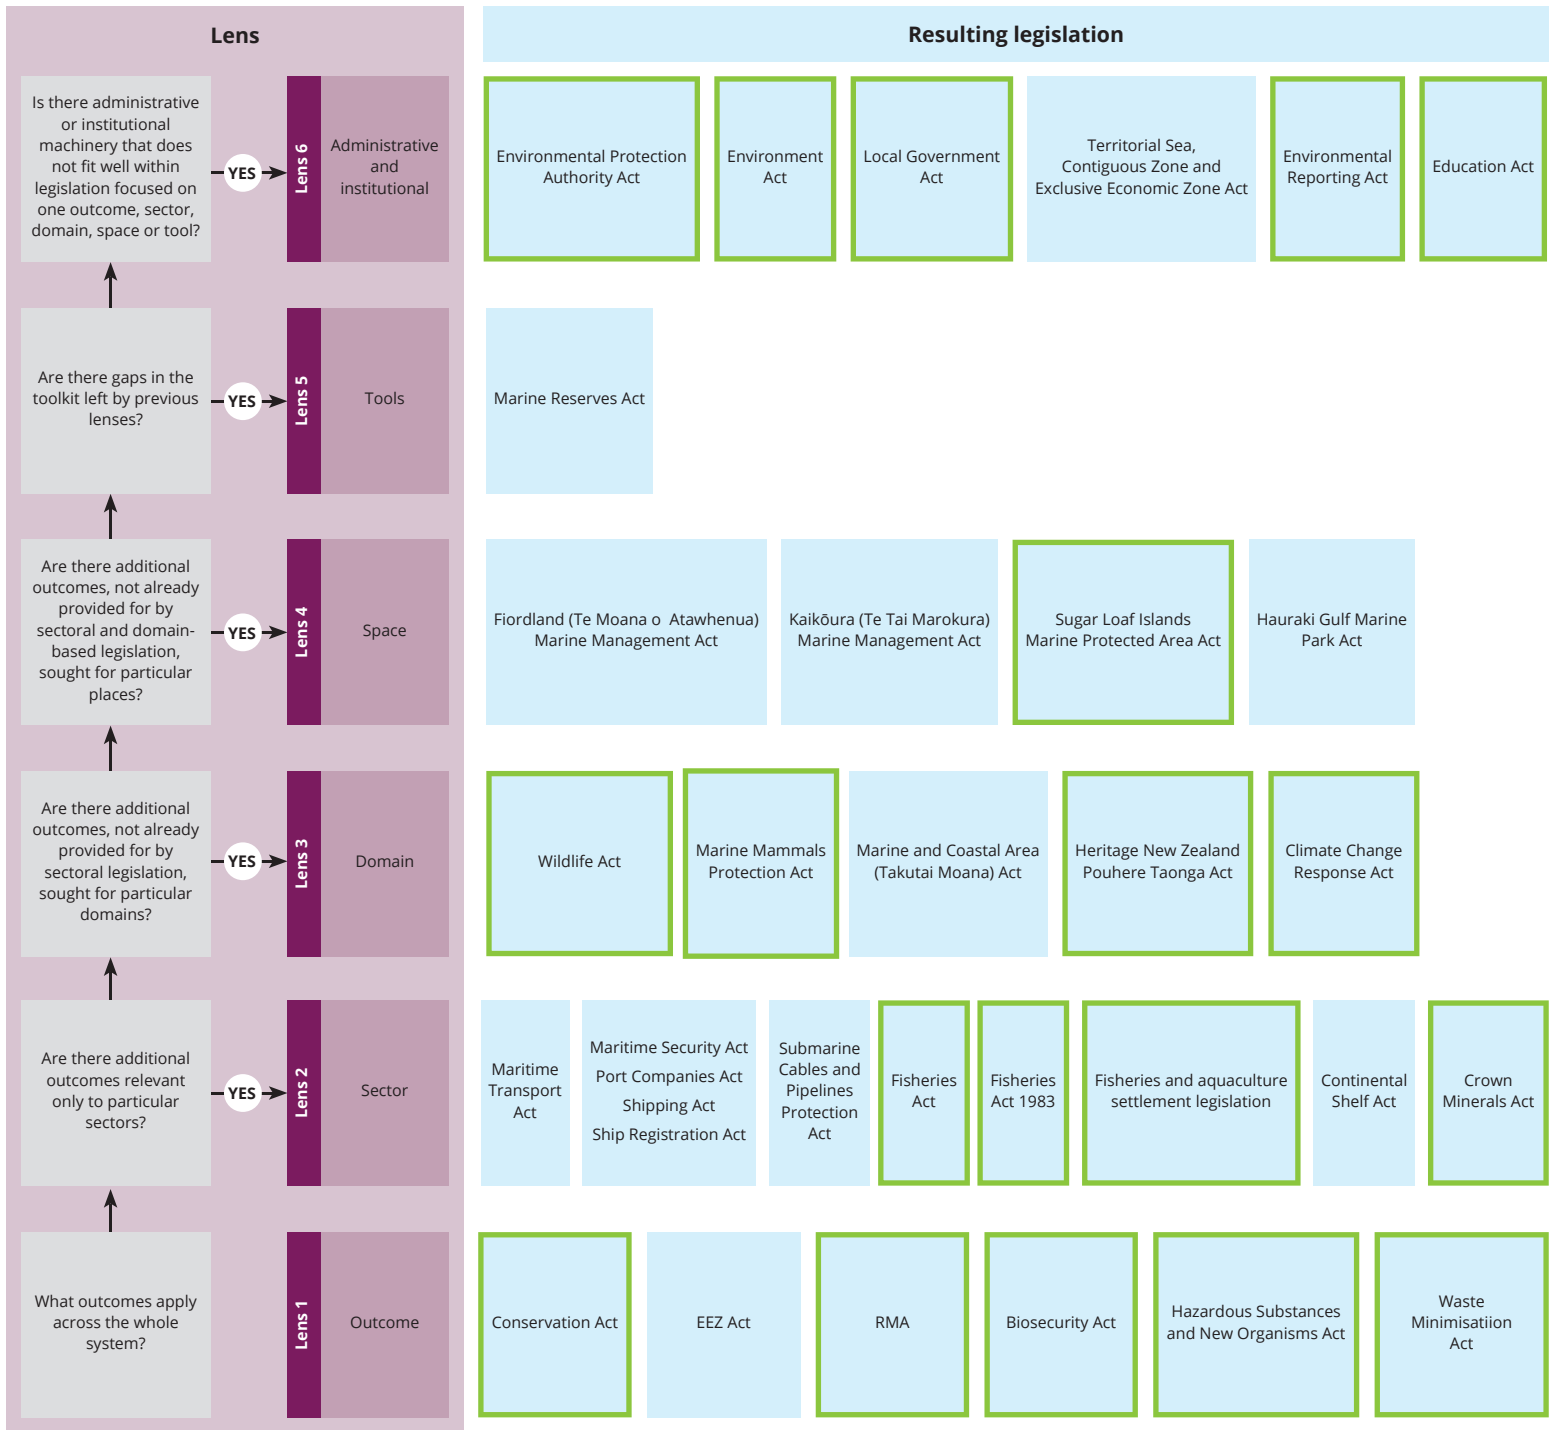 Lens
Resulting legislation
Is there administrative
or institutional
machinery that does
not fit well within
legislation focused on
one outcome, sector,
domain, space or tool?
YES
Lens 6
Administrative
and
institutional
Environmental Protection
Authority Act
Environment
Act
Local Government
Act
Territorial Sea,
Contiguous Zone and
Exclusive Economic Zone Act
Environmental
Reporting Act
Education Act
Are there gaps in the
toolkit left by previous
lenses?
YES
Lens 5
Tools
Marine Reserves Act
Are there additional
outcomes, not already
provided for by
sectoral and domain-
based legislation,
sought for particular
places?
YES
Lens 4
Space
Fiordland (Te Moana o  Atawhenua)
Marine Management Act
Kaikōura (Te Tai Marokura)
Marine Management Act
Sugar Loaf Islands
Marine Protected Area Act
Hauraki Gulf Marine
Park Act
Are there additional
outcomes, not already
provided for by
sectoral legislation,
sought for particular
domains?
YES
Lens 3
Domain
Wildlife Act
Marine Mammals
Protection Act
Marine and Coastal Area
(Takutai Moana) Act
Heritage New Zealand
Pouhere Taonga Act
Climate Change
Response Act
Are there additional
outcomes relevant
only to particular
sectors?
YES
Lens 2
Sector
Maritime
Transport
Act
Maritime Security Act
Port Companies Act
Shipping Act
Ship Registration Act
Submarine
Cables and
Pipelines
Protection
Act
Fisheries
Act
Fisheries
Act 1983
Fisheries and aquaculture
settlement legislation
Continental
Shelf Act
Crown
Minerals Act
What outcomes apply
across the whole
system?
Lens 1
Outcome
Conservation Act
EEZ Act
RMA
Biosecurity Act
Hazardous Substances
and New Organisms Act
Waste
Minimisatiion
Act